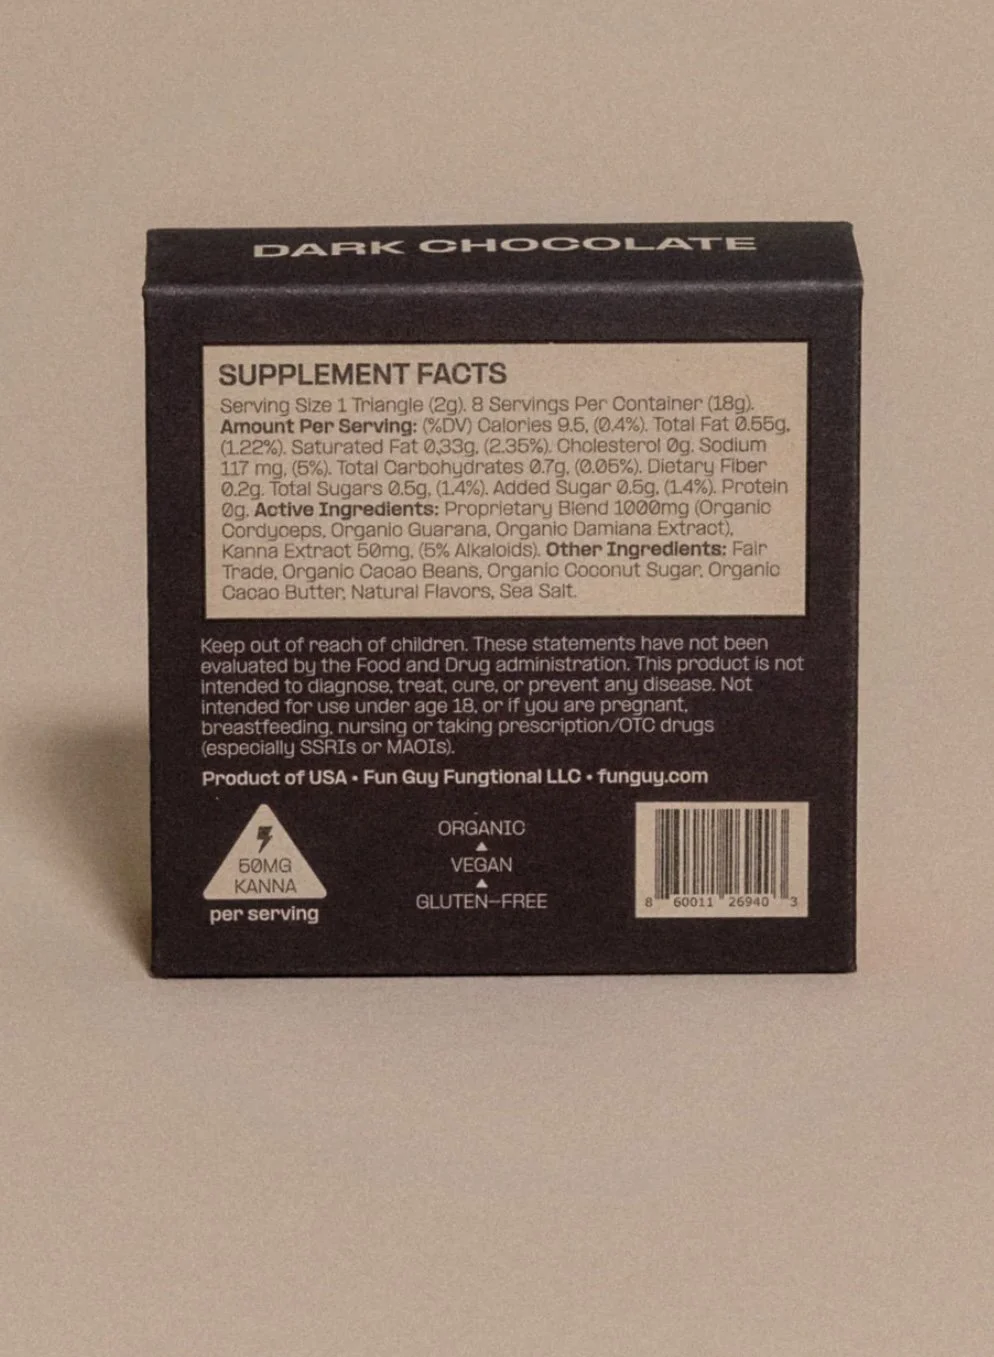 DARK CHOCOLATE
SUPPLEMENT FACTS
Serving Size 1 Triangle (2g). 8 Servings Per Container (18g).
Amount Per Serving: (%DV) Calories 9.5, (0.4%). Total Fat 0.55g,
(1.22%). Saturated Fat 0,33g, (2.35%). Cholesterol 0g. Sodium
117 mg, (5%). Total Carbohydrates 0.7g, (0.05%). Dietary Fiber
0.2g. Total Sugars 0.5g, (1.4%). Added Sugar 0.5g, (1.4%). Protein
0g. Active Ingredients: Proprietary Blend 1000mg (Organic
Cordyceps, Organic Guarana, Organic Damiana Extract),
Kanna Extract 50mg, (5% Alkaloids). Other Ingredients: Fair
Trade, Organic Cacao Beans, Organic Coconut Sugar, Organic
Cacao Butter, Natural Flavors, Sea Salt.
Keep out of reach of children. These statements have not been
evaluated by the Food and Drug administration. This product is not
intended to diagnose, treat, cure, or prevent any disease. Not
intended for use under age 18, or if you are pregnant,
breastfeeding, nursing or taking prescription/OTC drugs
(especially SSRIs or MAOIs).
Product of USA • Fun Guy Fungtional LLC • funguy.com
50MG
KANNA
per serving
ORGANIC
VEGAN
GLUTEN-FREE
8 60011 26940 3